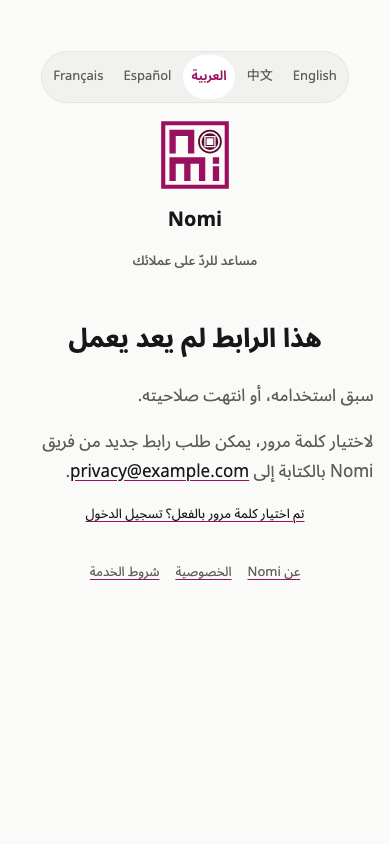 English 中文 العربية Español Français
nomi
Nomi
مساعد للردّ على عملائك
هذا الرابط لم يعد يعمل
سبق استخدامه، أو انتهت صلاحيته.
لاختيار كلمة مرور، يمكن طلب رابط جديد من فريق
Nomi بالكتابة إلى privacy@example.com.
تم اختيار كلمة مرور بالفعل؟ تسجيل الدخول
عن Nomi الخصوصية شروط الخدمة